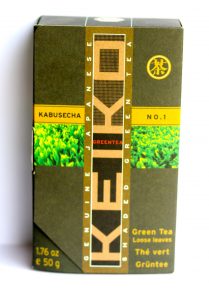 茶
KABUSECHA
NO.1
GENUINE JAPANESE
KEIKO
GREENTEA
SHADED GREEN TEA
1.76 oz
e 50 g
Green Tea
Loose leaves
Thé vert
Grüntee